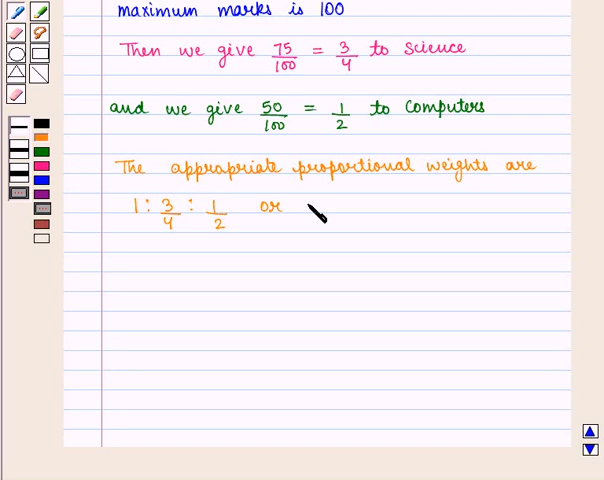 maximum marks is 100
Then we give 75/100 = 3/4 to Science
and we give 50/100 = 1/2 to Computers
The appropriate proportional weights are
1 : 3/4 : 1/2 or